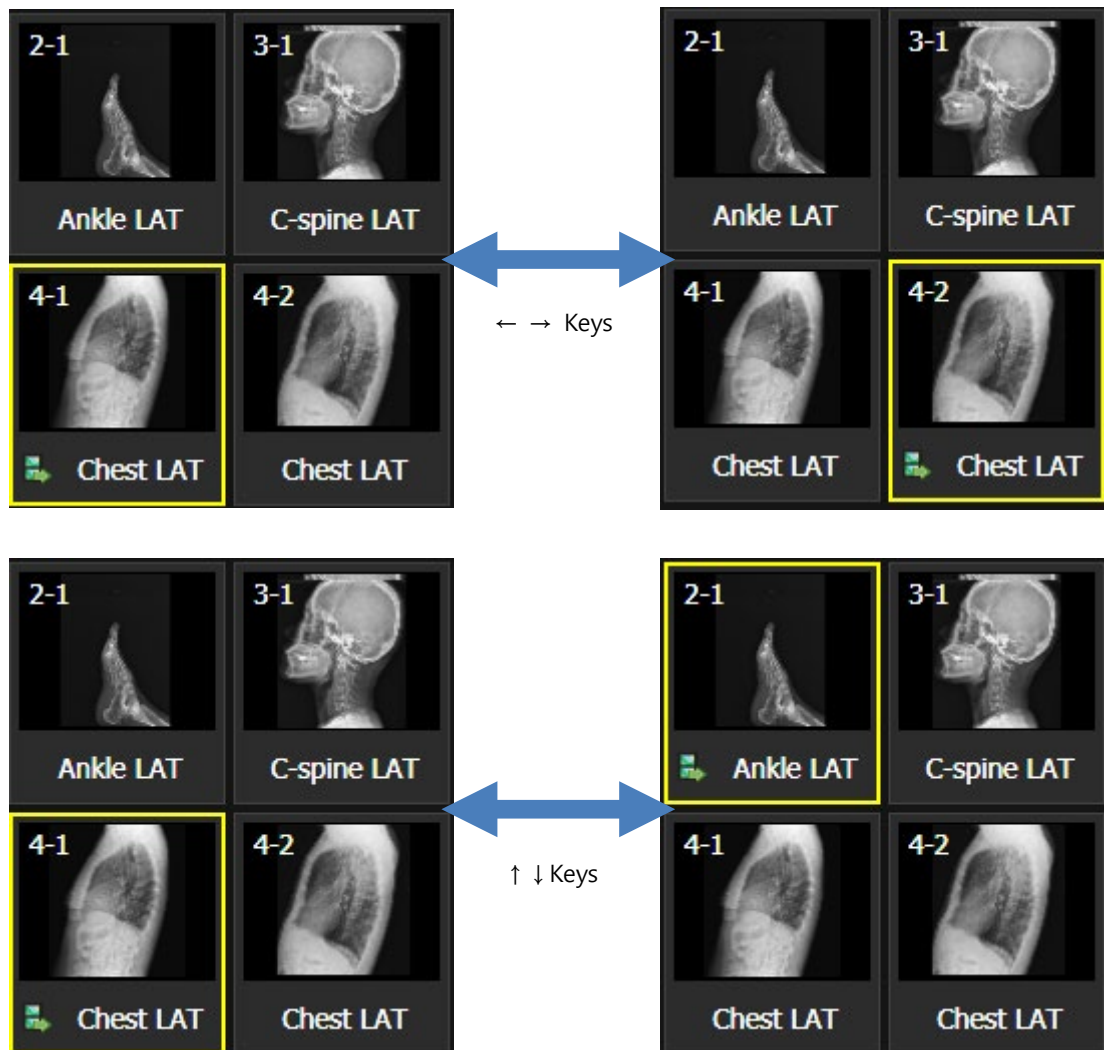 2-1 3-1
Ankle LAT C-spine LAT
4-1 4-2
Chest LAT Chest LAT
← → Keys
2-1 3-1
Ankle LAT C-spine LAT
4-1 4-2
Chest LAT Chest LAT
2-1 3-1
Ankle LAT C-spine LAT
4-1 4-2
Chest LAT Chest LAT
↑ ↓ Keys
2-1 3-1
Ankle LAT C-spine LAT
4-1 4-2
Chest LAT Chest LAT